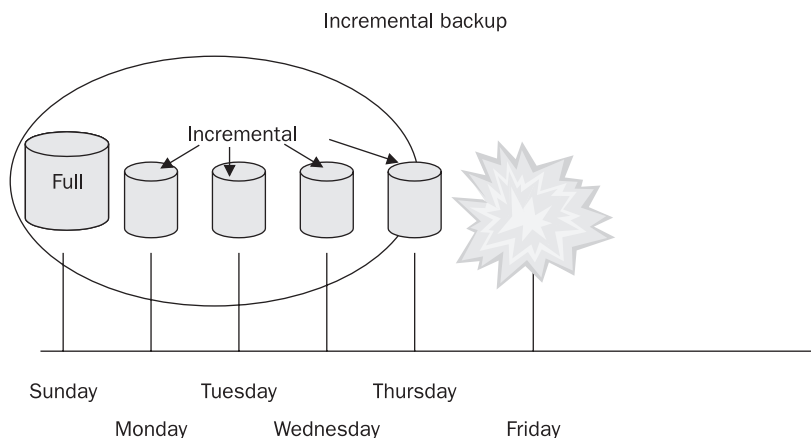 Incremental backup
Incremental
Full
Sunday
Tuesday
Thursday
Monday
Wednesday
Friday